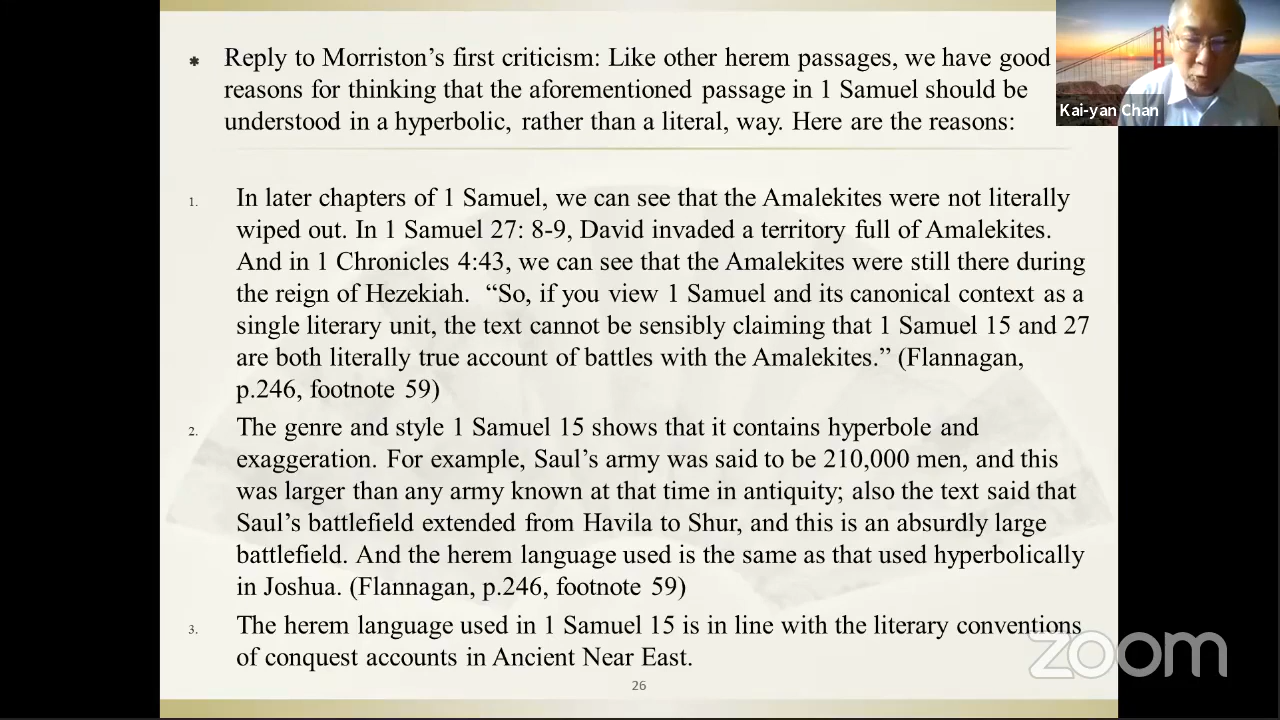 * Reply to Morriston’s first criticism: Like other herem passages, we have good
reasons for thinking that the aforementioned passage in 1 Samuel should be
understood in a hyperbolic, rather than a literal, way. Here are the reasons:
Kai-yan Chan
1. In later chapters of 1 Samuel, we can see that the Amalekites were not literally
wiped out. In 1 Samuel 27: 8-9, David invaded a territory full of Amalekites.
And in 1 Chronicles 4:43, we can see that the Amalekites were still there during
the reign of Hezekiah. “So, if you view 1 Samuel and its canonical context as a
single literary unit, the text cannot be sensibly claiming that 1 Samuel 15 and 27
are both literally true account of battles with the Amalekites.” (Flannagan,
p.246, footnote 59)
2. The genre and style 1 Samuel 15 shows that it contains hyperbole and
exaggeration. For example, Saul’s army was said to be 210,000 men, and this
was larger than any army known at that time in antiquity; also the text said that
Saul’s battlefield extended from Havila to Shur, and this is an absurdly large
battlefield. And the herem language used is the same as that used hyperbolically
in Joshua. (Flannagan, p.246, footnote 59)
3. The herem language used in 1 Samuel 15 is in line with the literary conventions
of conquest accounts in Ancient Near East.
zoom
26